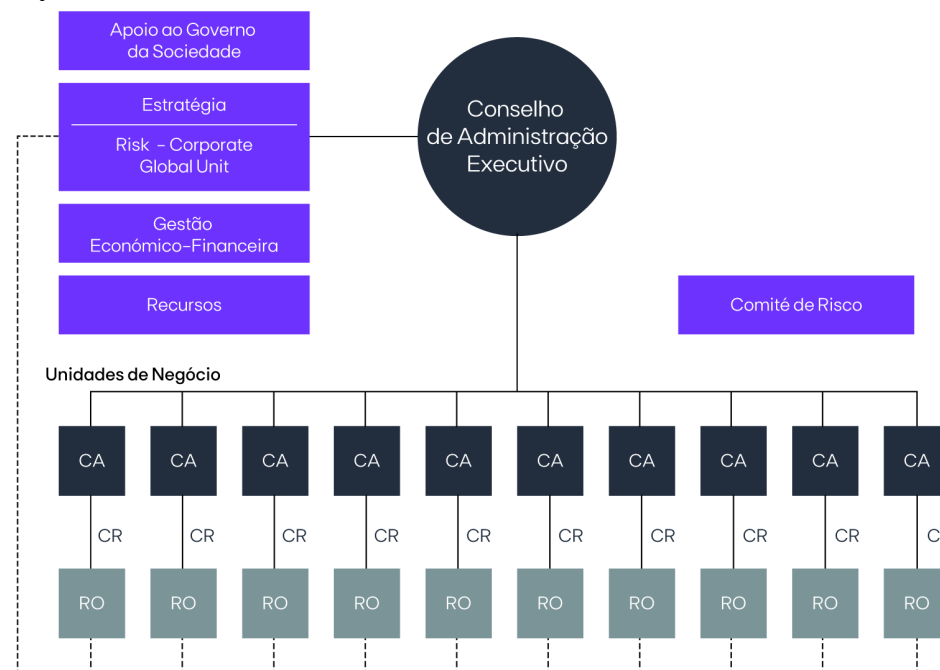 Apoio ao Governo
da Sociedade
Estratégia
Risk - Corporate
Global Unit
Gestão
Económico-Financeira
Recursos
Conselho
de Administração
Executivo
Comité de Risco
Unidades de Negócio
CA CA CA CA CA CA CA CA CA CA
CR CR CR CR CR CR CR CR CR
RO RO RO RO RO RO RO RO RO RO